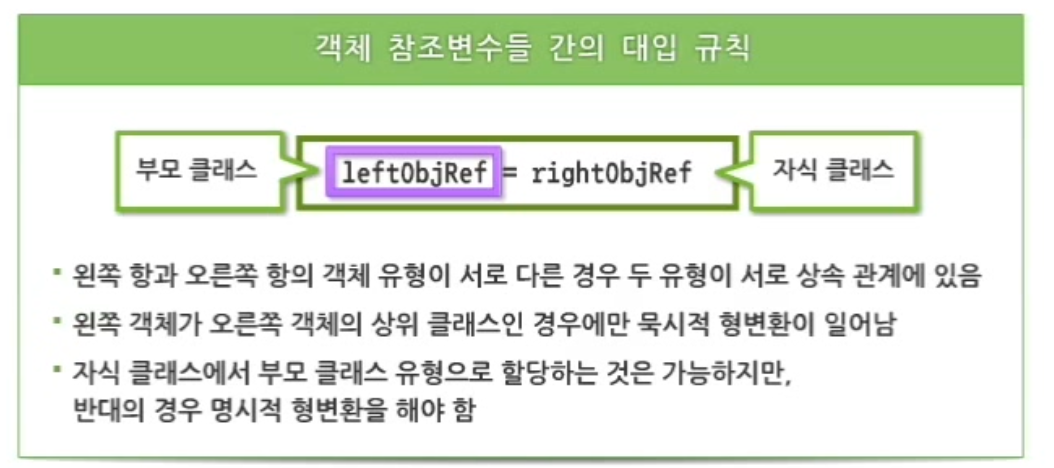 객체 참조변수들 간의 대입 규칙
부모 클래스
leftObjRef = rightObjRef
자식 클래스
▪ 왼쪽 항과 오른쪽 항의 객체 유형이 서로 다른 경우 두 유형이 서로 상속 관계에 있음
▪ 왼쪽 객체가 오른쪽 객체의 상위 클래스인 경우에만 묵시적 형변환이 일어남
▪ 자식 클래스에서 부모 클래스 유형으로 할당하는 것은 가능하지만,
반대의 경우 명시적 형변환을 해야 함